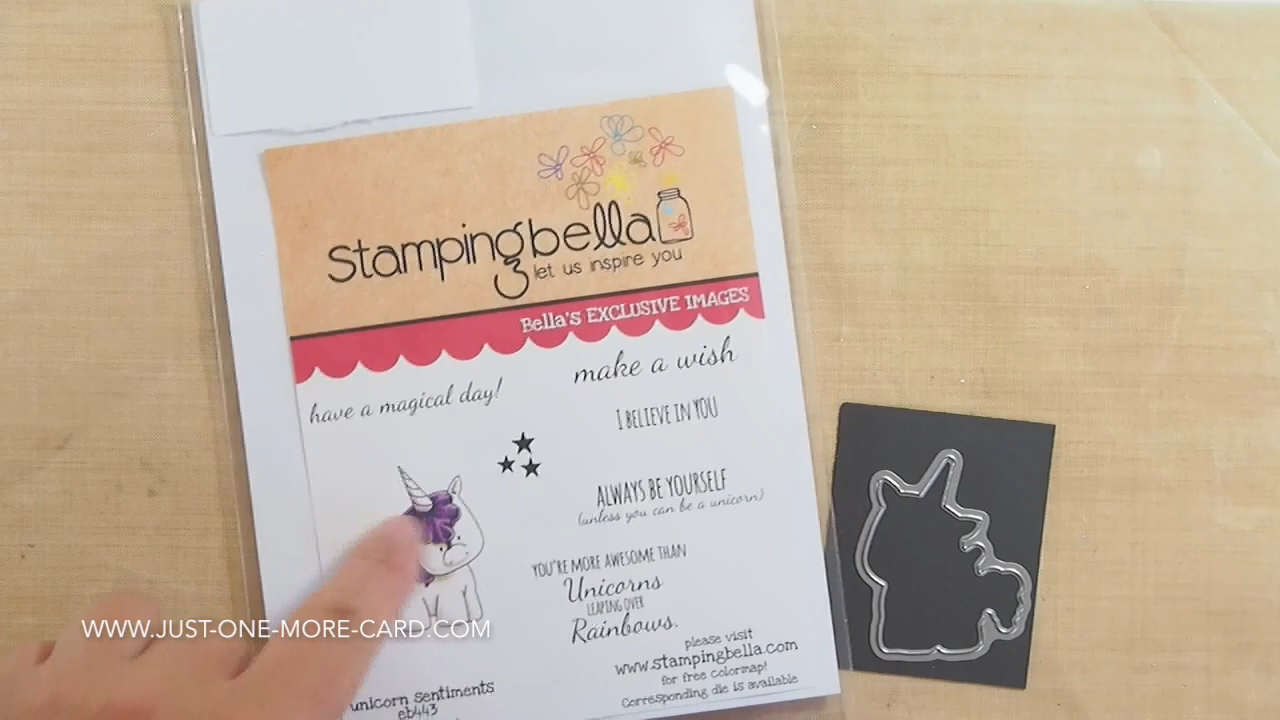 stampingbella
let us inspire you
Bella's EXCLUSIVE IMAGES
have a magical day!
make a wish
I BELIEVE IN YOU
ALWAYS BE YOURSELF
(unless you can be a unicorn)
YOU'RE MORE AWESOME THAN
Unicorns
LEAPING OVER
Rainbows.
please visit
www.stampingbella.com
for free colormap!
Corresponding die is available
unicorn sentiments
eb443
WWW.JUST-ONE-MORE-CARD.COM